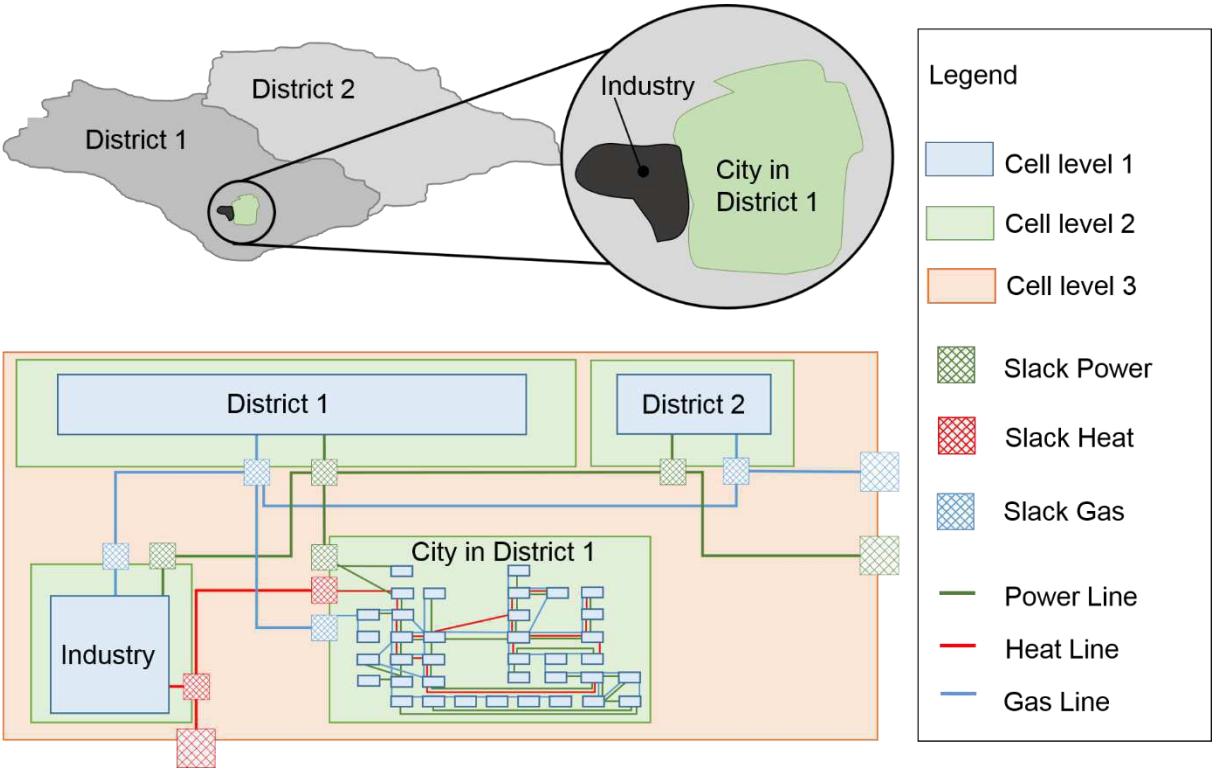 District 2
District 1
Industry
City in
District 1
Legend
Cell level 1
Cell level 2
Cell level 3
Slack Power
Slack Heat
Slack Gas
Power Line
Heat Line
Gas Line
District 1
District 2
City in District 1
Industry